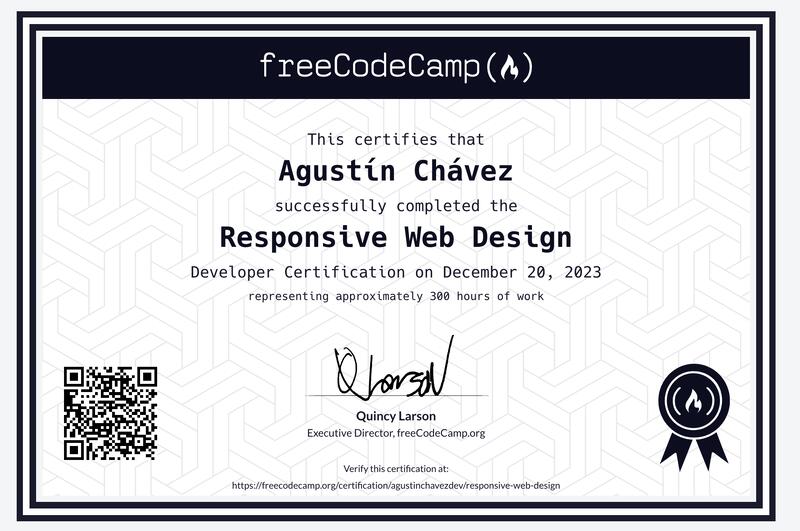 freeCodeCamp(🔥)
This certifies that
Agustín Chávez
successfully completed the
Responsive Web Design
Developer Certification on December 20, 2023
representing approximately 300 hours of work
Q Larson
Quincy Larson
Executive Director, freeCodeCamp.org
Verify this certification at:
https://freecodecamp.org/certification/agustinchavezdev/responsive-web-design